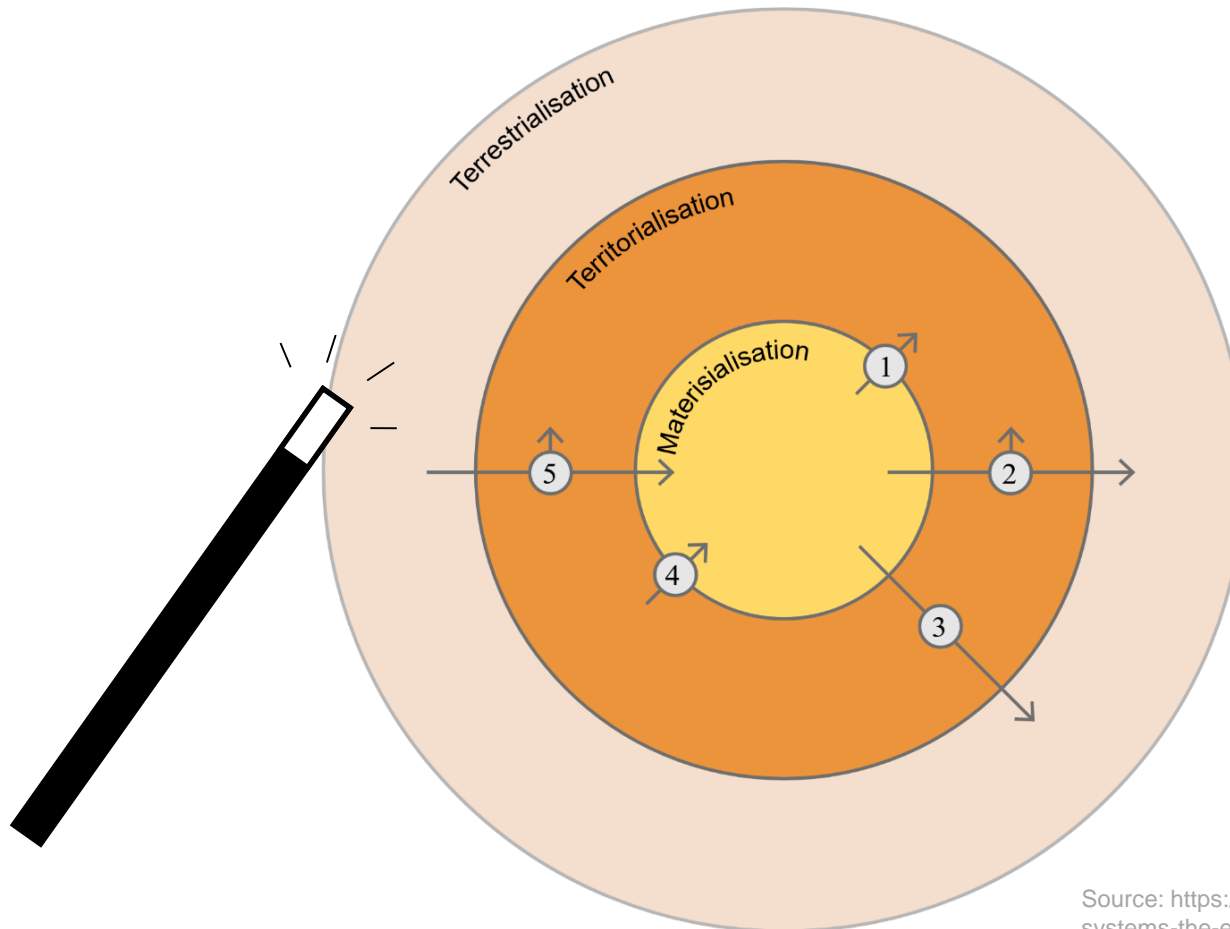 Terrestrialisation
Territorialisation
Materisialisation
1
5
2
4
3
Source: https:
systems-the-e